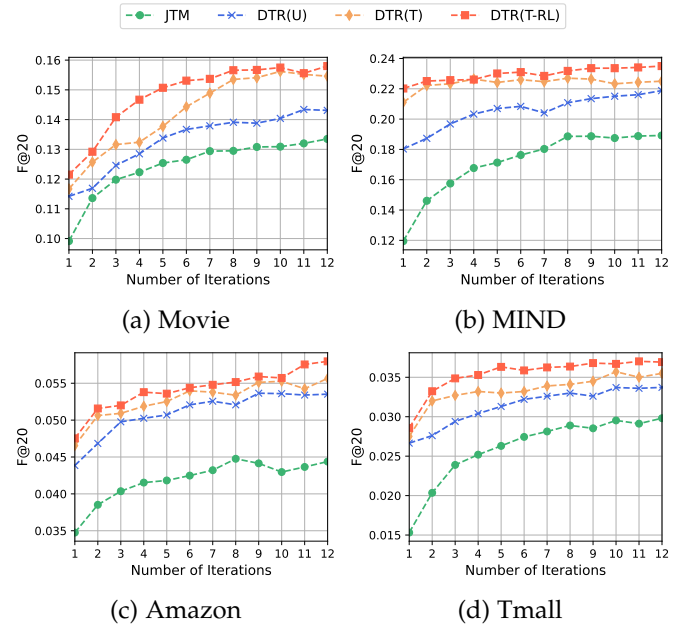 JTM DTR(U) DTR(T) DTR(T-RL)
0.16
0.15
0.14
0.13
0.12
0.11
0.10
F@20
1 2 3 4 5 6 7 8 9 10 11 12
Number of Iterations
(a) Movie
0.24
0.22
0.20
0.18
0.16
0.14
0.12
F@20
1 2 3 4 5 6 7 8 9 10 11 12
Number of Iterations
(b) MIND
0.055
0.050
0.045
0.040
0.035
F@20
1 2 3 4 5 6 7 8 9 10 11 12
Number of Iterations
(c) Amazon
0.035
0.030
0.025
0.020
0.015
F@20
1 2 3 4 5 6 7 8 9 10 11 12
Number of Iterations
(d) Tmall